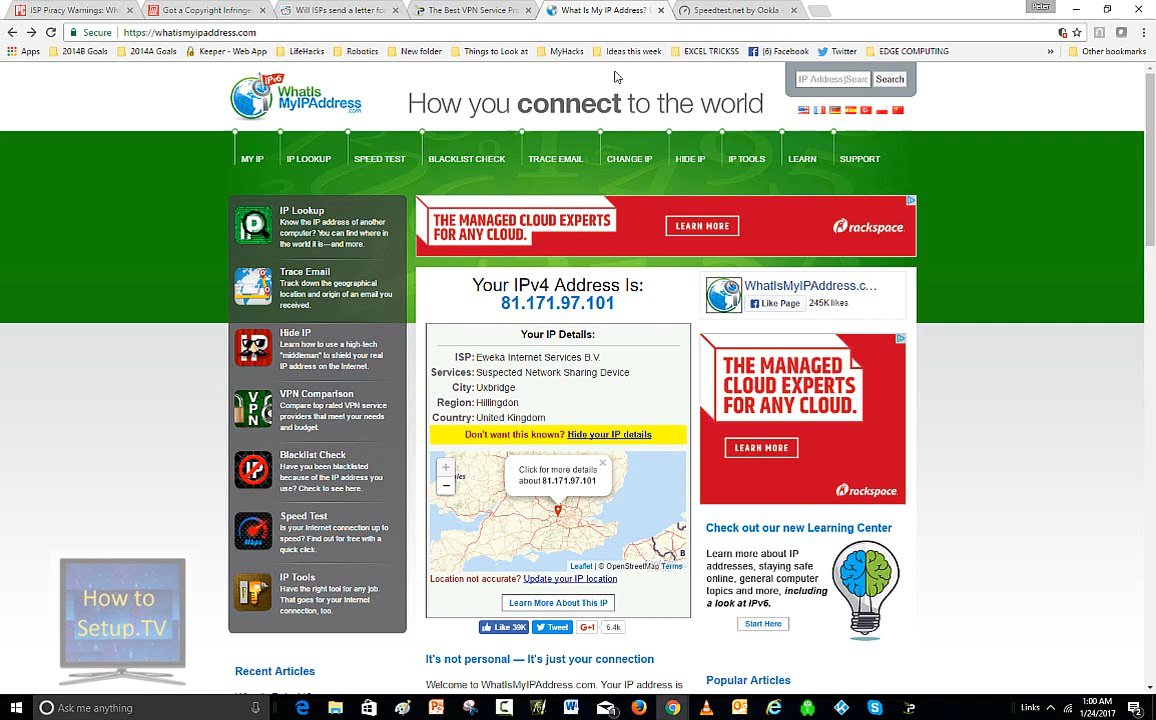 ISP Piracy Warnings: Wh
Got a Copyright Infringe
Will ISPs send a letter for
The Best VPN Service Pro
What Is My IP Address?
Speedtest.net by Ookla -
Peter
Secure
https://whatismyipaddress.com
Apps
2014B Goals
2014A Goals
Keeper - Web App
LifeHacks
Robotics
New folder
Things to Look at
MyHacks
Ideas this week
EXCEL TRICKSS
(6) Facebook
Twitter
EDGE COMPUTING
»
Other bookmarks
IPv6
WhatIs
MyIPAddress
.com
How you connect to the world
IP Address|Searc
Search
MY IP
IP LOOKUP
SPEED TEST
BLACKLIST CHECK
TRACE EMAIL
CHANGE IP
HIDE IP
IP TOOLS
LEARN
SUPPORT
IP Lookup
Know the IP address of another
computer? You can find where in
the world it is—and more.
Trace Email
Track down the geographical
location and origin of an email you
received.
Hide IP
Learn how to use a high-tech
"middleman" to shield your real
IP address on the Internet.
VPN Comparison
Compare top rated VPN service
providers that meet your needs
and budget.
Blacklist Check
Have you been blacklisted
because of the IP address you
use? Check to see here.
Speed Test
Is your Internet connection up to
speed? Find out for free with a
quick click.
IP Tools
Have the right tool for any job.
That goes for your Internet
connection, too.
Recent Articles
How to
Setup.TV
THE MANAGED CLOUD EXPERTS
FOR ANY CLOUD.
LEARN MORE
rackspace
Your IPv4 Address Is:
81.171.97.101
Your IP Details:
ISP: Eweka Internet Services B.V.
Services: Suspected Network Sharing Device
City: Uxbridge
Region: Hillingdon
Country: United Kingdom
Don't want this known? Hide your IP details
+
−
Click for more details
about 81.171.97.101
×
Leaflet | © OpenStreetMap Terms
Location not accurate? Update your IP location
Learn More About This IP
Like 39K
Tweet
G+1
6.4k
It's not personal — It's just your connection
Welcome to WhatIsMyIPAddress.com. Your IP address is
WhatIsMyIPAddress.c...
Like Page
245K likes
THE MANAGED
CLOUD EXPERTS
FOR ANY CLOUD.
LEARN MORE
rackspace
Check out our new Learning Center
Learn more about IP
addresses, staying safe
online, general computer
topics and more, including
a look at IPv6.
Start Here
Popular Articles
Ask me anything
Links
1:00 AM
1/24/2017